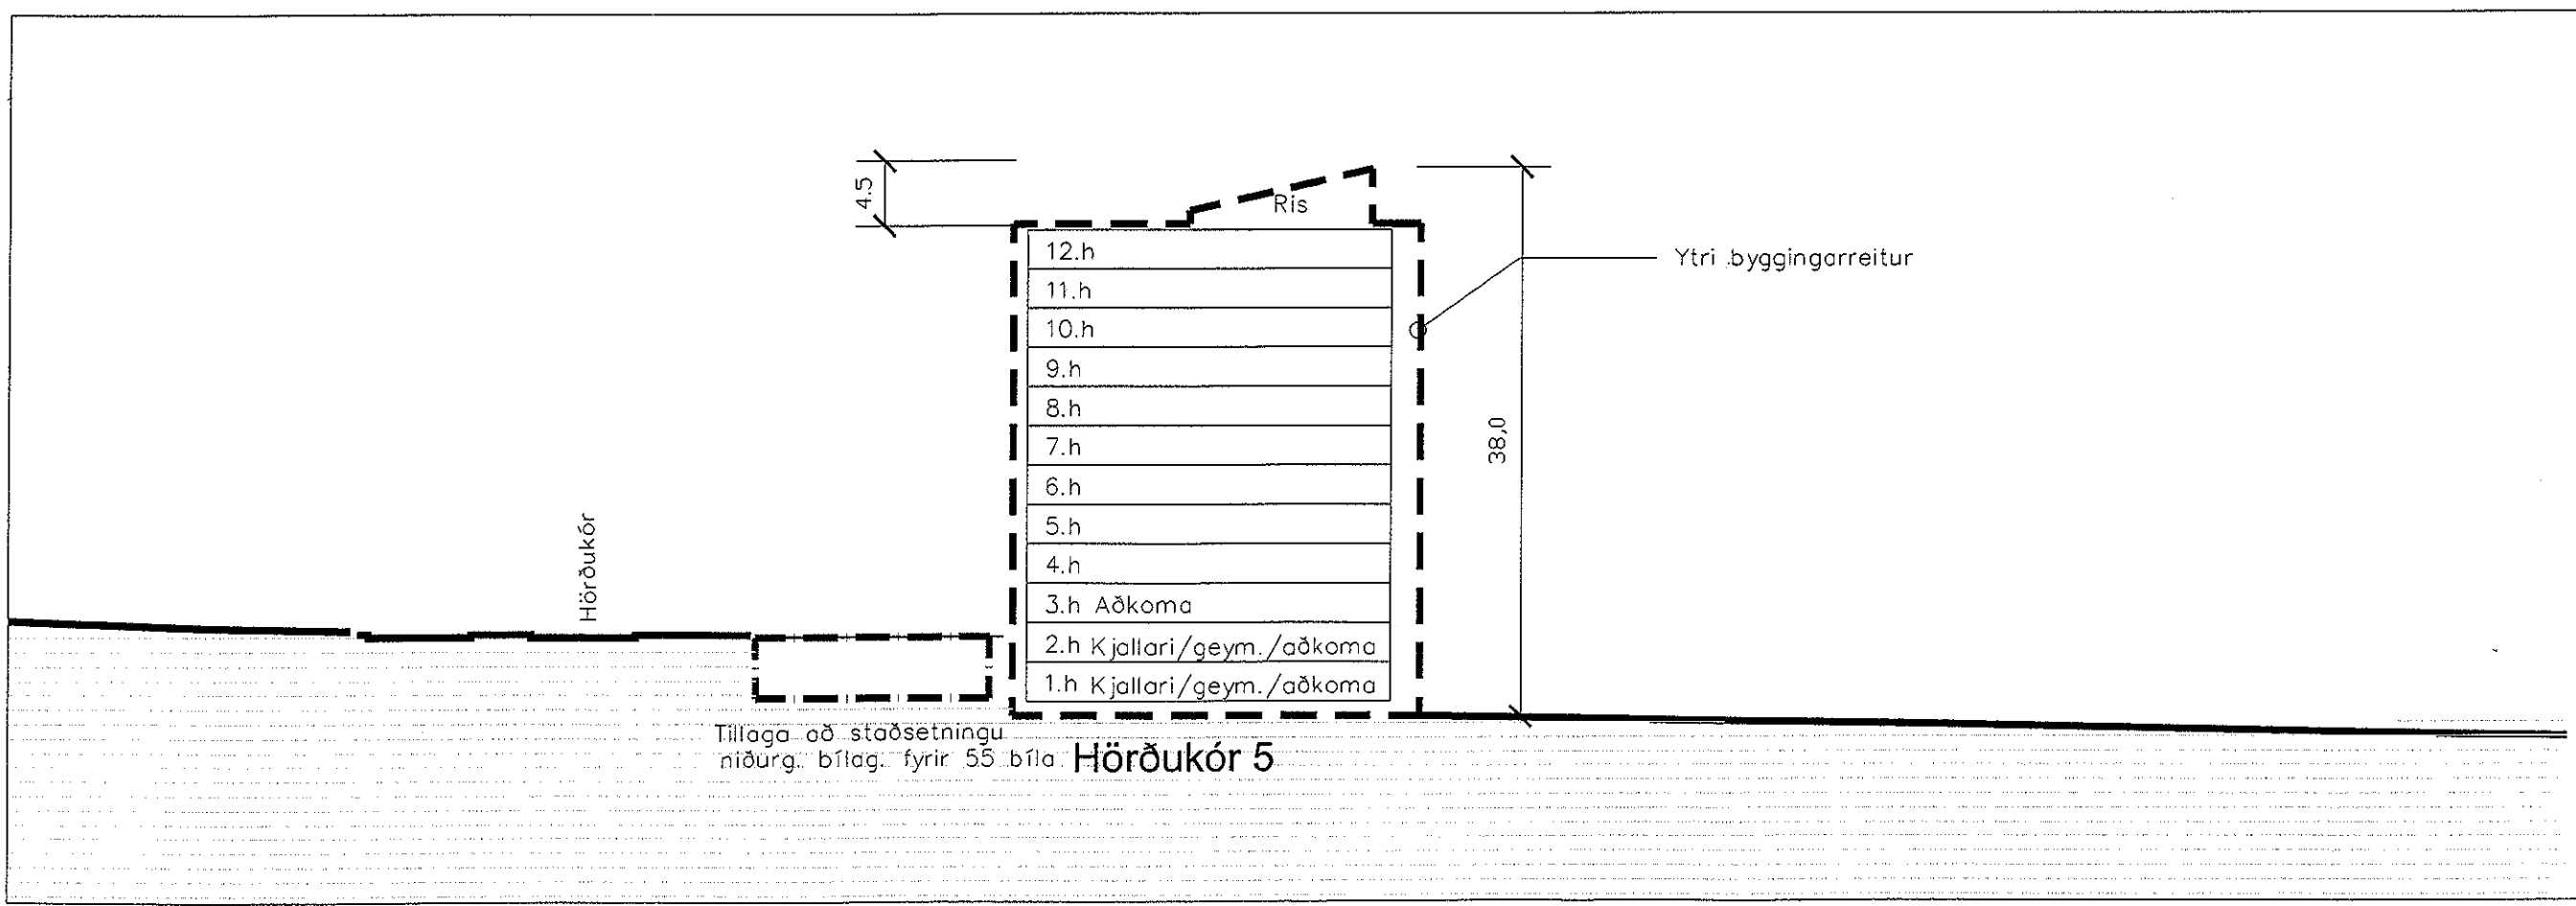 4.5
Ris
12.h
11.h
10.h
9.h
8.h
7.h
6.h
5.h
4.h
3.h Aðkoma
2.h Kjallari/geym./aðkoma
1.h Kjallari/geym./aðkoma
Ytri byggingarreitur
38,0
Hörðukór
Tillaga að staðsetningu
niðurg. bílag. fyrir 55 bíla
Hörðukór 5